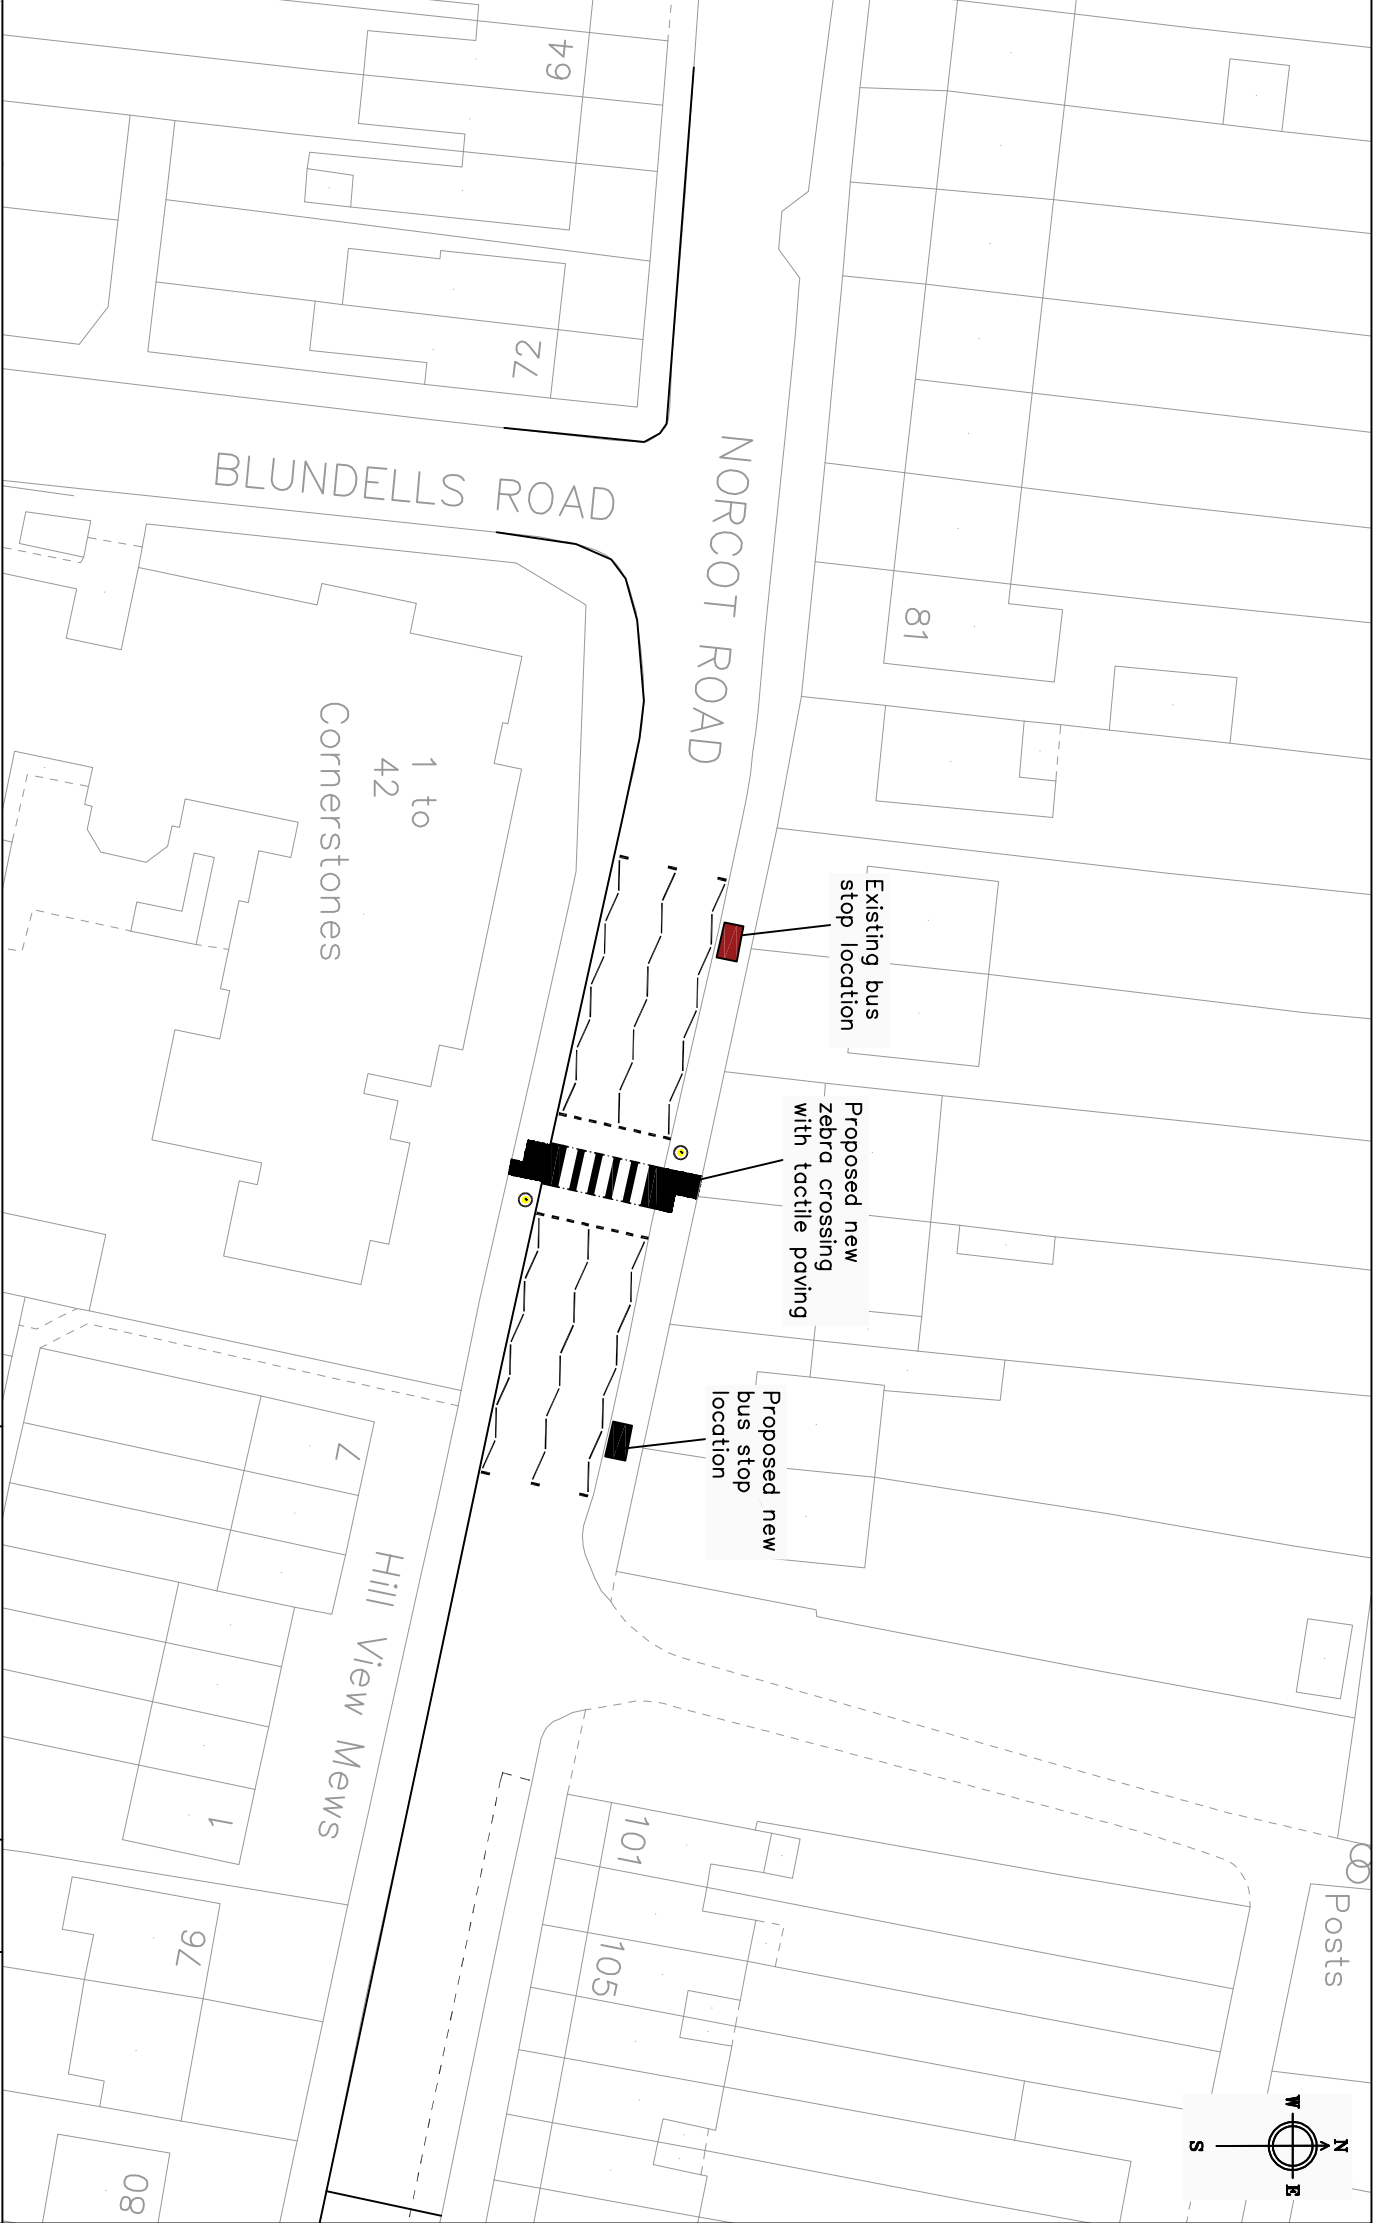 64
72
BLUNDELLS ROAD
NORCOT ROAD
81
1 to
42
Cornerstones
Existing bus
stop location
Proposed new
zebra crossing
with tactile paving
Proposed new
bus stop
location
7
Hill View Mews
1
101
105
76
80
Posts
N
W
E
S